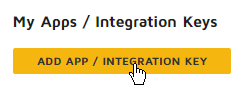 My Apps / Integration Keys
ADD APP / INTEGRATION KEY